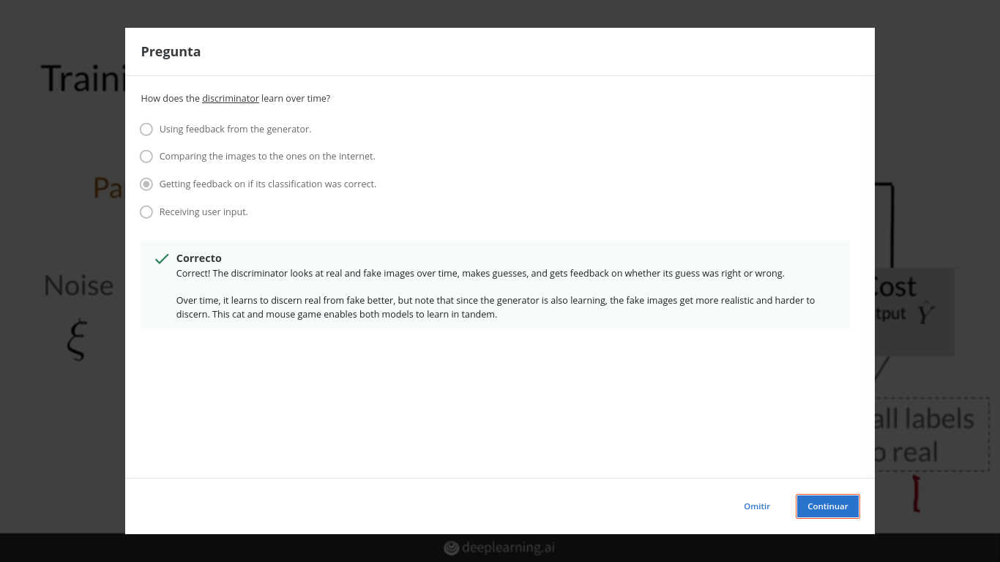 Traini
Pregunta
How does the discriminator learn over time?
Using feedback from the generator.
Comparing the images to the ones on the internet.
Pa
Getting feedback on if its classification was correct.
Receiving user input.
Correcto
Correct! The discriminator looks at real and fake images over time, makes guesses, and gets feedback on whether its guess was right or wrong.
Noise
Cost
Over time, it learns to discern real from fake better, but note that since the generator is also learning, the fake images get more realistic and harder to
tput Ŷ
discern. This cat and mouse game enables both models to learn in tandem.
ξ
all labels
o real
1
Omitir
Continuar
deeplearning.ai